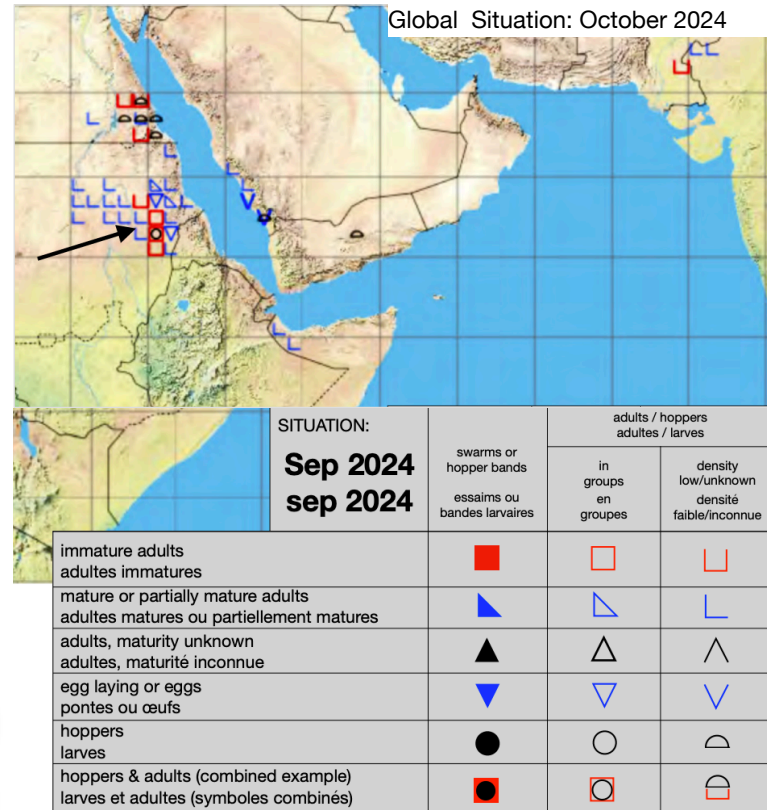 Global  Situation: October 2024
SITUATION:
Sep 2024
sep 2024
swarms or
hopper bands
essaims ou
bandes larvaires
adults / hoppers
adultes / larves
in
groups
en
groupes
density
low/unknown
densité
faible/inconnue
immature adults
adultes immatures
mature or partially mature adults
adultes matures ou partiellement matures
adults, maturity unknown
adultes, maturité inconnue
egg laying or eggs
pontes ou œufs
hoppers
larves
hoppers & adults (combined example)
larves et adultes (symboles combinés)